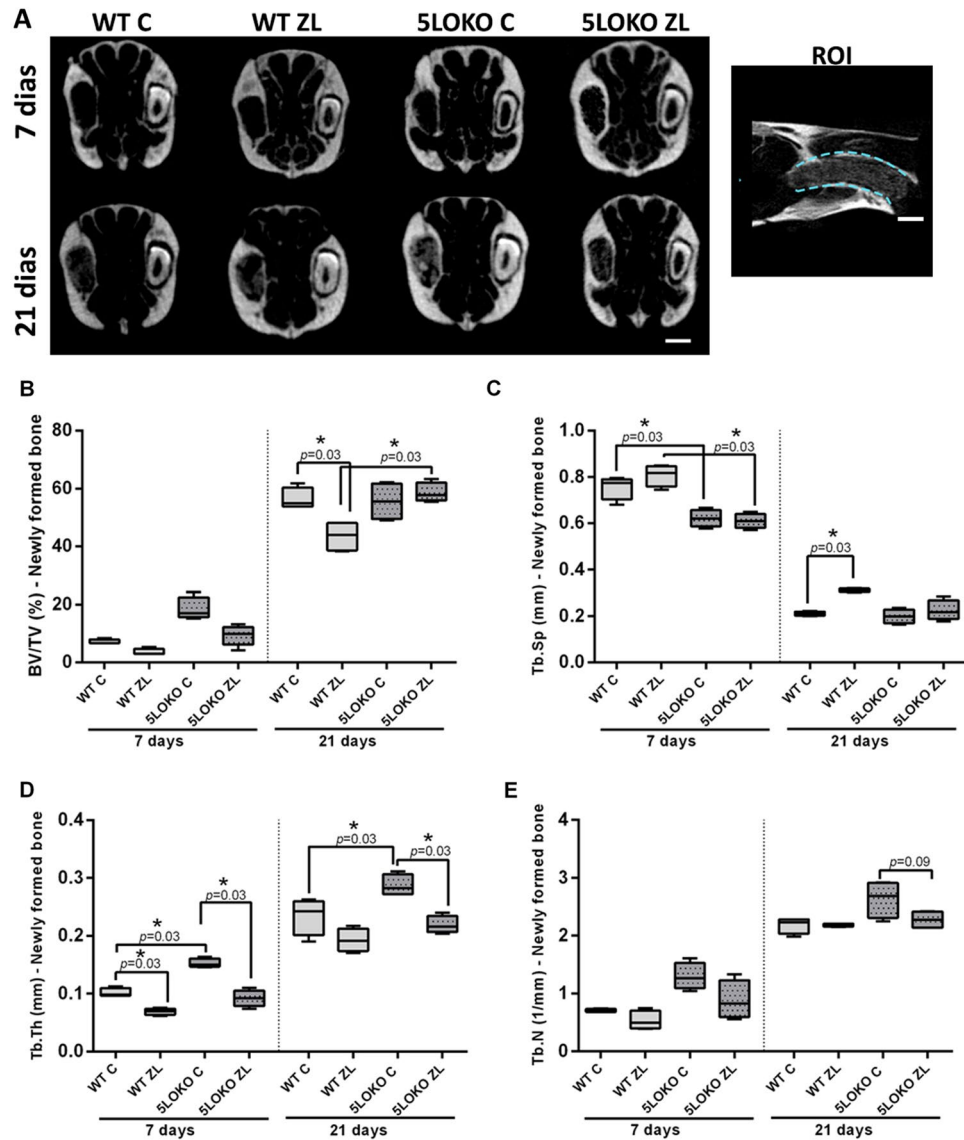 A
WT C WT ZL 5LOKO C 5LOKO ZL
7 dias
21 dias
ROI
B
BV/TV (%) - Newly formed bone
80
60
40
20
0
* p=0.03
* p=0.03
WT C WT ZL 5LOKO C 5LOKO ZL WT C WT ZL 5LOKO C 5LOKO ZL
7 days 21 days
C
Tb.Sp (mm) - Newly formed bone
1.0
0.8
0.6
0.4
0.2
0.0
* p=0.03
* p=0.03
* p=0.03
WT C WT ZL 5LOKO C 5LOKO ZL WT C WT ZL 5LOKO C 5LOKO ZL
7 days 21 days
D
Tb.Th (mm) - Newly formed bone
0.4
0.3
0.2
0.1
0.0
* p=0.03
* p=0.03
* p=0.03
* p=0.03
* p=0.03
WT C WT ZL 5LOKO C 5LOKO ZL WT C WT ZL 5LOKO C 5LOKO ZL
7 days 21 days
E
Tb.N (1/mm) - Newly formed bone
4
3
2
1
0
p=0.09
WT C WT ZL 5LOKO C 5LOKO ZL WT C WT ZL 5LOKO C 5LOKO ZL
7 days 21 days